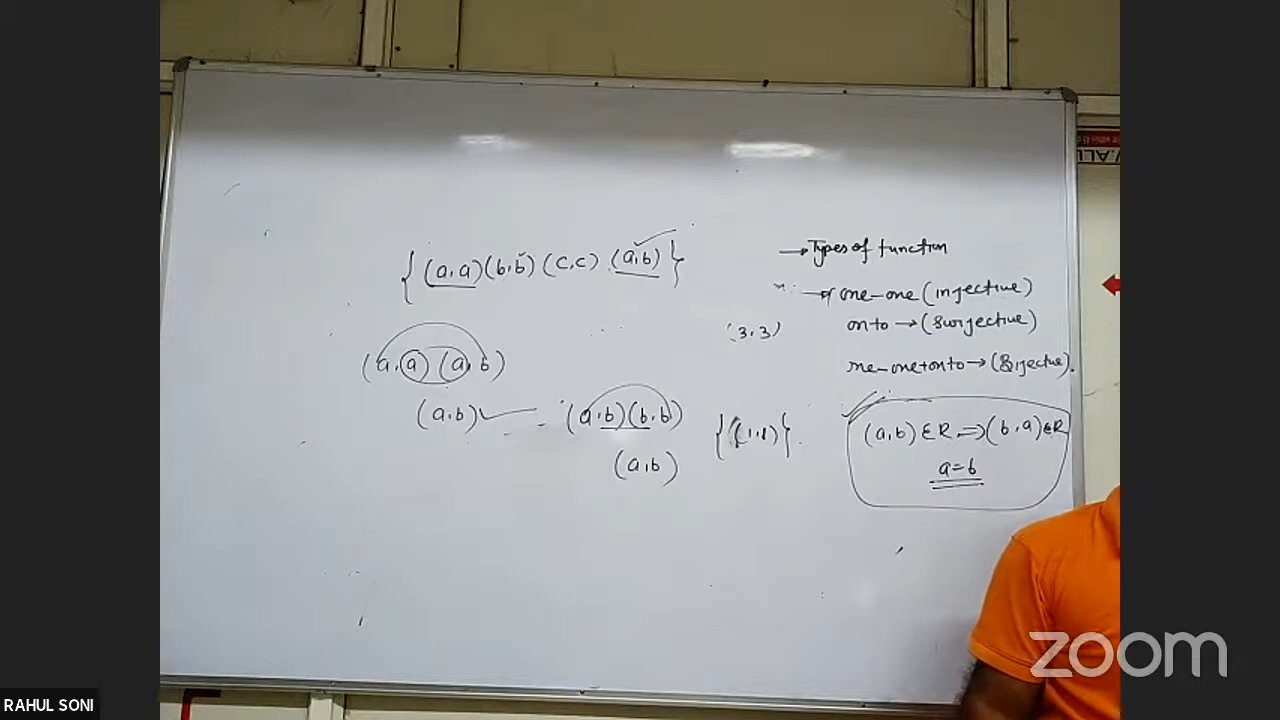 → Types of function
{(a,a)(b,b)(c,c)(a,b)}
→ one-one (injective)
onto → (Surjective)
(3,3)
(a,a)(a,b)
one-one+onto → (Bijective).
(a,b)
(a,b)(b,b)
{(1,1)}.
(a,b) ∈ R ⇒ (b,a) ∈ R
a=b
(a,b)
zoom
RAHUL SONI